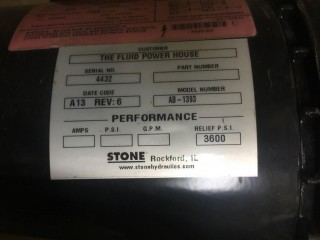 CUSTOMER
THE FLUID POWER HOUSE
SERIAL NO. PART NUMBER
4432
DATE CODE MODEL NUMBER
A13 REV:6 AB-1393
PERFORMANCE
AMPS P.S.I. G.P.M. RELIEF P.S.I.
3600
STONE Rockford, IL
www.stonehydraulics.com